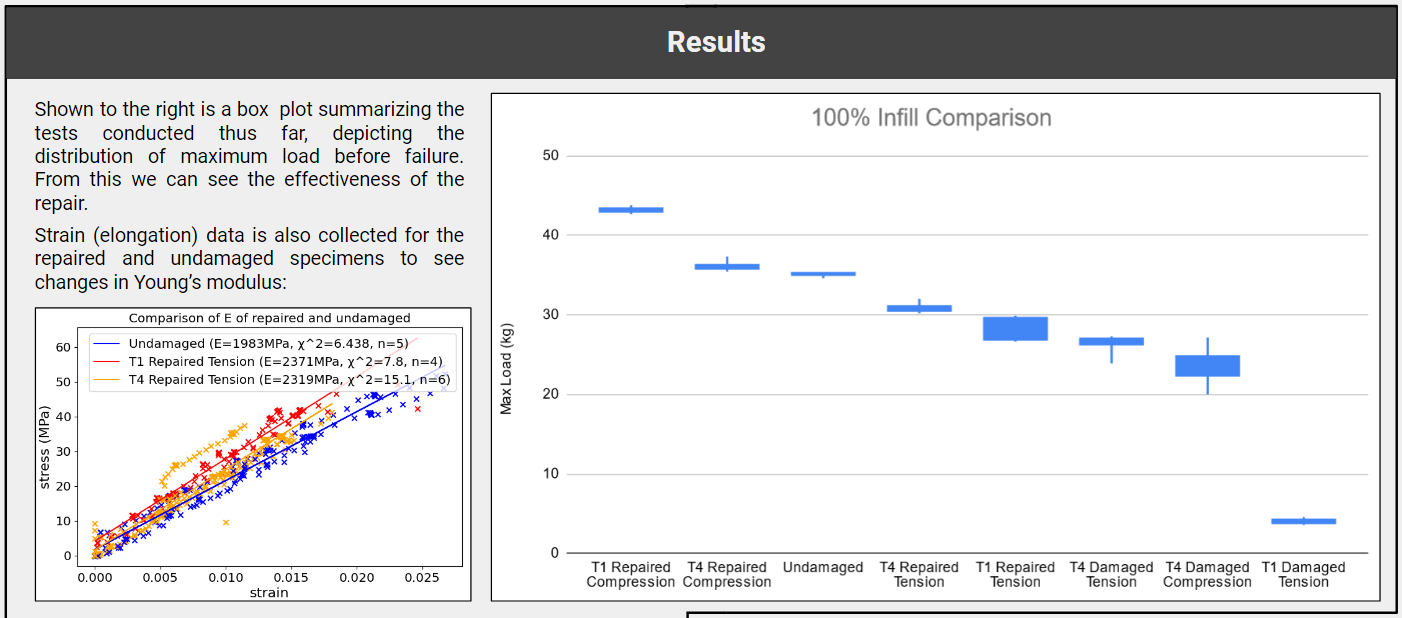 Results
Shown to the right is a box plot summarizing the
tests conducted thus far, depicting the
distribution of maximum load before failure.
From this we can see the effectiveness of the
repair.
Strain (elongation) data is also collected for the
repaired and undamaged specimens to see
changes in Young's modulus:
Comparison of E of repaired and undamaged
Undamaged (E=1983MPa, χ^2=6.438, n=5)
T1 Repaired Tension (E=2371MPa, χ^2=7.8, n=4)
T4 Repaired Tension (E=2319MPa, χ^2=15.1, n=6)
stress (MPa)
60
50
40
30
20
10
0
0.000 0.005 0.010 0.015 0.020 0.025
strain
100% Infill Comparison
Max Load (kg)
50
40
30
20
10
0
T1 Repaired Compression
T4 Repaired Compression
Undamaged
T4 Repaired Tension
T1 Repaired Tension
T4 Damaged Tension
T4 Damaged Compression
T1 Damaged Tension